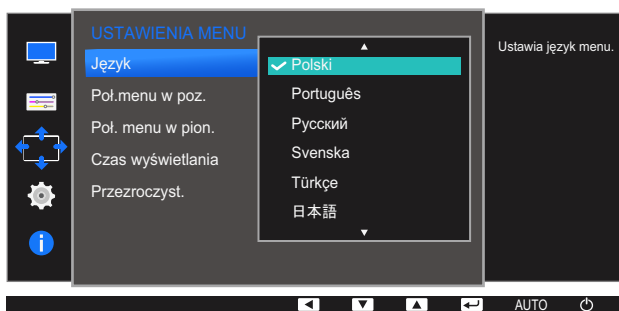 USTAWIENIA MENU
Język
Poł.menu w poz.
Poł. menu w pion.
Czas wyświetlania
Przezroczyst.
Polski
Português
Русский
Svenska
Türkçe
日本語
Ustawia język menu.
AUTO